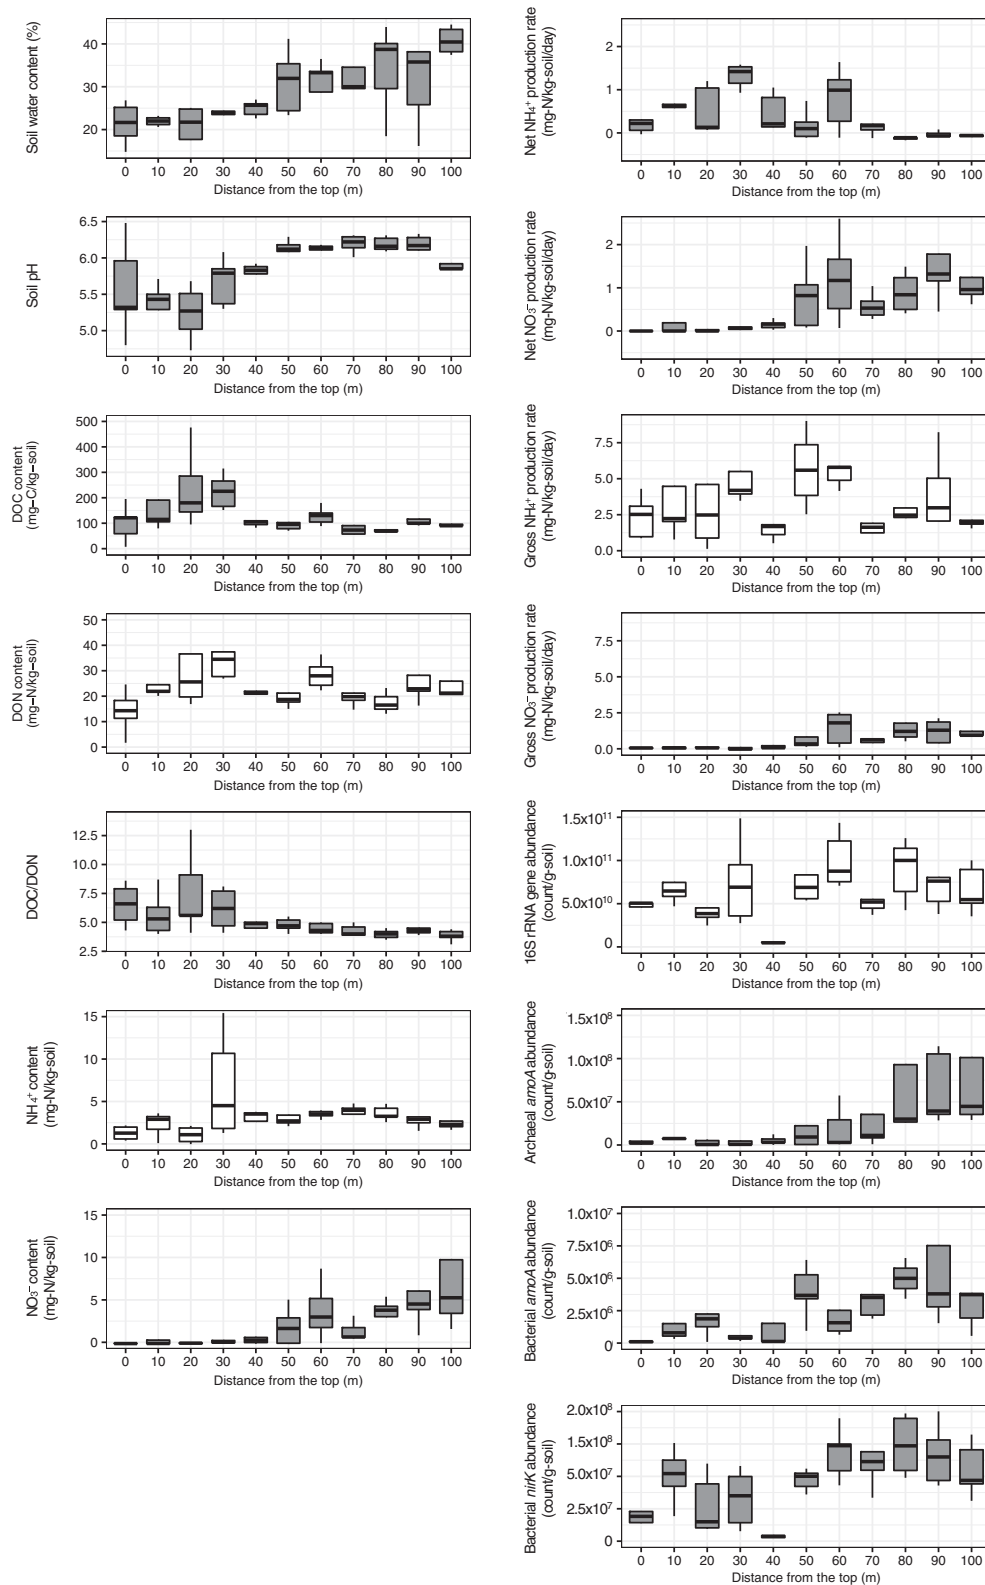 Soil water content (%)
40
30
20
0 10 20 30 40 50 60 70 80 90 100
Distance from the top (m)
Soil pH
6.5
6.0
5.5
5.0
0 10 20 30 40 50 60 70 80 90 100
Distance from the top (m)
DOC content
(mg–C/kg–soil)
500
400
300
200
100
0
0 10 20 30 40 50 60 70 80 90 100
Distance from the top (m)
DON content
(mg–N/kg–soil)
50
40
30
20
10
0
0 10 20 30 40 50 60 70 80 90 100
Distance from the top (m)
DOC/DON
12.5
10.0
7.5
5.0
2.5
0 10 20 30 40 50 60 70 80 90 100
Distance from the top (m)
NH₄⁺ content
(mg-N/kg-soil)
15
10
5
0
0 10 20 30 40 50 60 70 80 90 100
Distance from the top (m)
NO₃⁻ content
(mg-N/kg-soil)
15
10
5
0
0 10 20 30 40 50 60 70 80 90 100
Distance from the top (m)
Net NH₄⁺ production rate
(mg-N/kg-soil/day)
2
1
0
0 10 20 30 40 50 60 70 80 90 100
Distance from the top (m)
Net NO₃⁻ production rate
(mg-N/kg-soil/day)
2
1
0
0 10 20 30 40 50 60 70 80 90 100
Distance from the top (m)
Gross NH₄⁺ production rate
(mg-N/kg-soil/day)
7.5
5.0
2.5
0.0
0 10 20 30 40 50 60 70 80 90 100
Distance from the top (m)
Gross NO₃⁻ production rate
(mg-N/kg-soil/day)
7.5
5.0
2.5
0.0
0 10 20 30 40 50 60 70 80 90 100
Distance from the top (m)
16S rRNA gene abundance
(count/g-soil)
1.5x10¹¹
1.0x10¹¹
5.0x10¹⁰
0
0 10 20 30 40 50 60 70 80 90 100
Distance from the top (m)
Archaeal amoA abundance
(count/g-soil)
1.5x10⁸
1.0x10⁸
5.0x10⁷
0
0 10 20 30 40 50 60 70 80 90 100
Distance from the top (m)
Bacterial amoA abundance
(count/g-soil)
1.0x10⁷
7.5x10⁶
5.0x10⁶
2.5x10⁶
0
0 10 20 30 40 50 60 70 80 90 100
Distance from the top (m)
Bacterial nirK abundance
(count/g-soil)
2.0x10⁸
1.5x10⁸
5.0x10⁷
2.5x10⁷
0
0 10 20 30 40 50 60 70 80 90 100
Distance from the top (m)